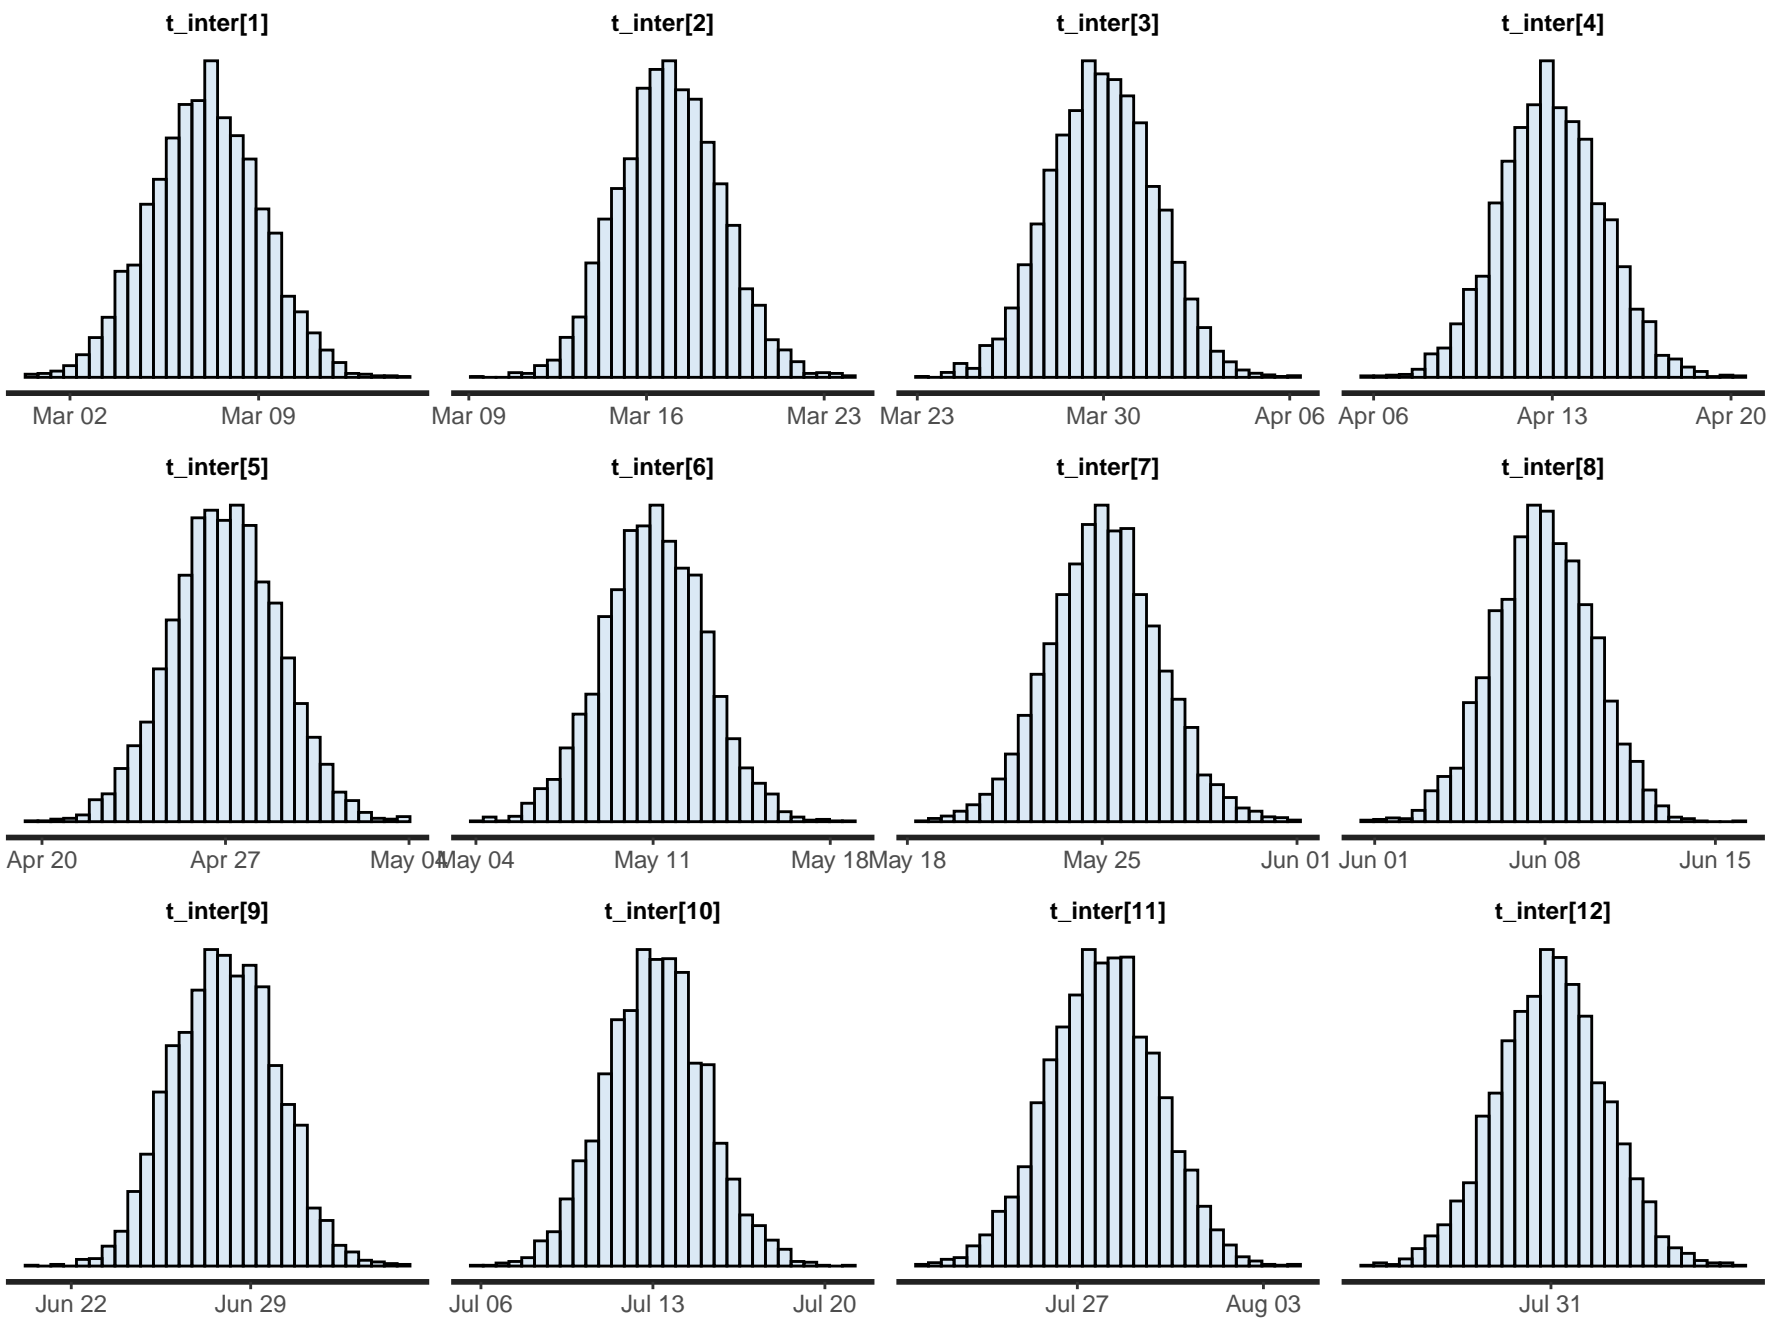 t_inter[1] t_inter[2] t_inter[3] t_inter[4]
Mar 02 Mar 09 Mar 09 Mar 16 Mar 23 Mar 23 Mar 30 Apr 06 Apr 06 Apr 13 Apr 20
t_inter[5] t_inter[6] t_inter[7] t_inter[8]
Apr 20 Apr 27 May 04 May 04 May 11 May 18 May 18 May 25 Jun 01 Jun 01 Jun 08 Jun 15
t_inter[9] t_inter[10] t_inter[11] t_inter[12]
Jun 22 Jun 29 Jul 06 Jul 13 Jul 20 Jul 27 Aug 03 Jul 31